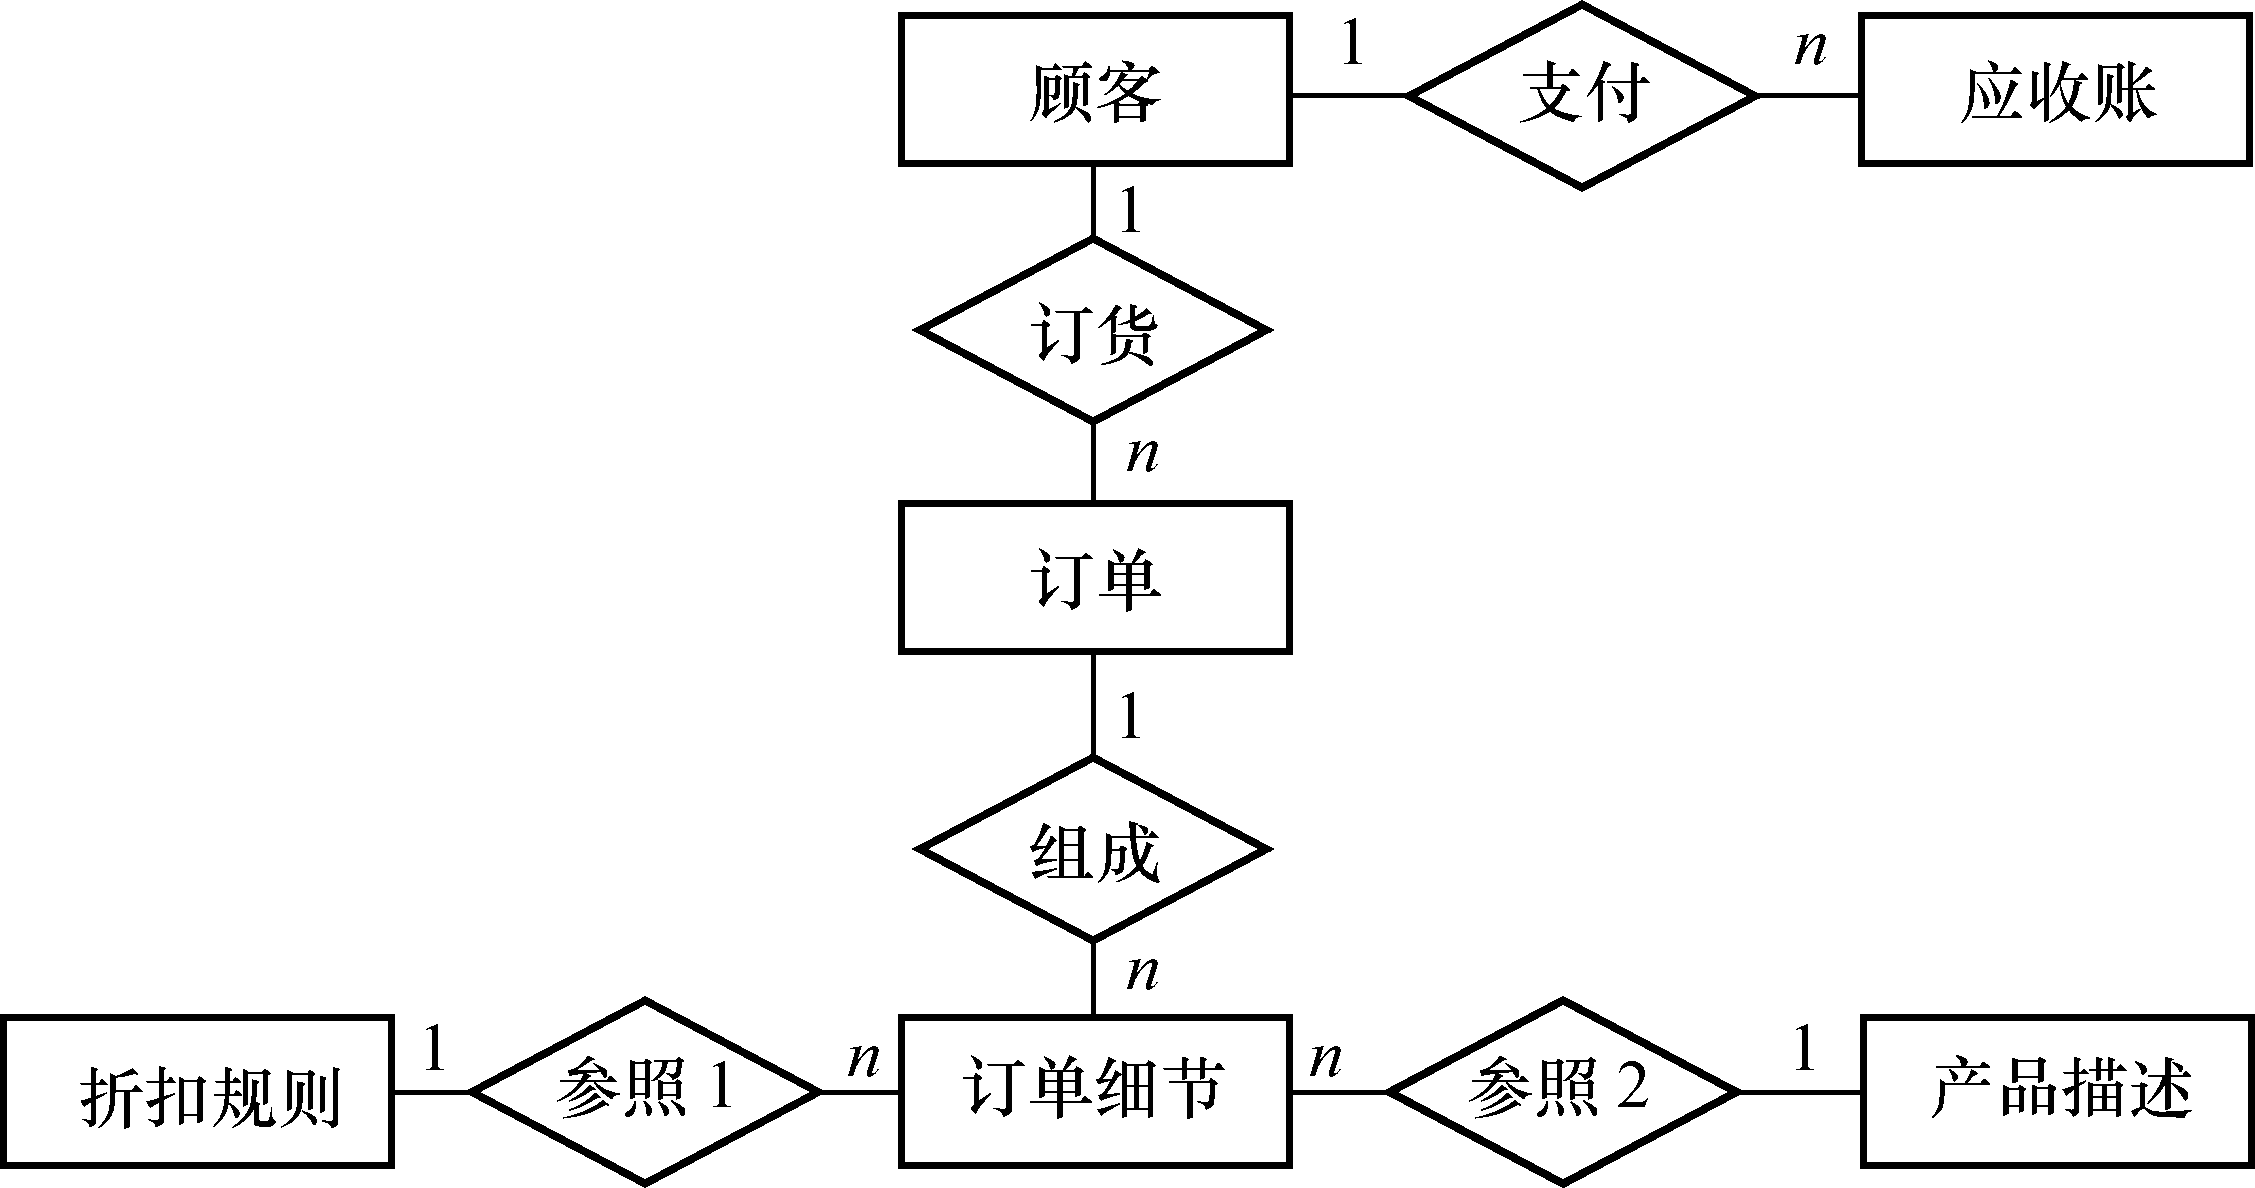 顾客 1 支付 n 应收账
1
订货
n
订单
1
组成
n
折扣规则 1 参照1 n 订单细节 n 参照2 1 产品描述